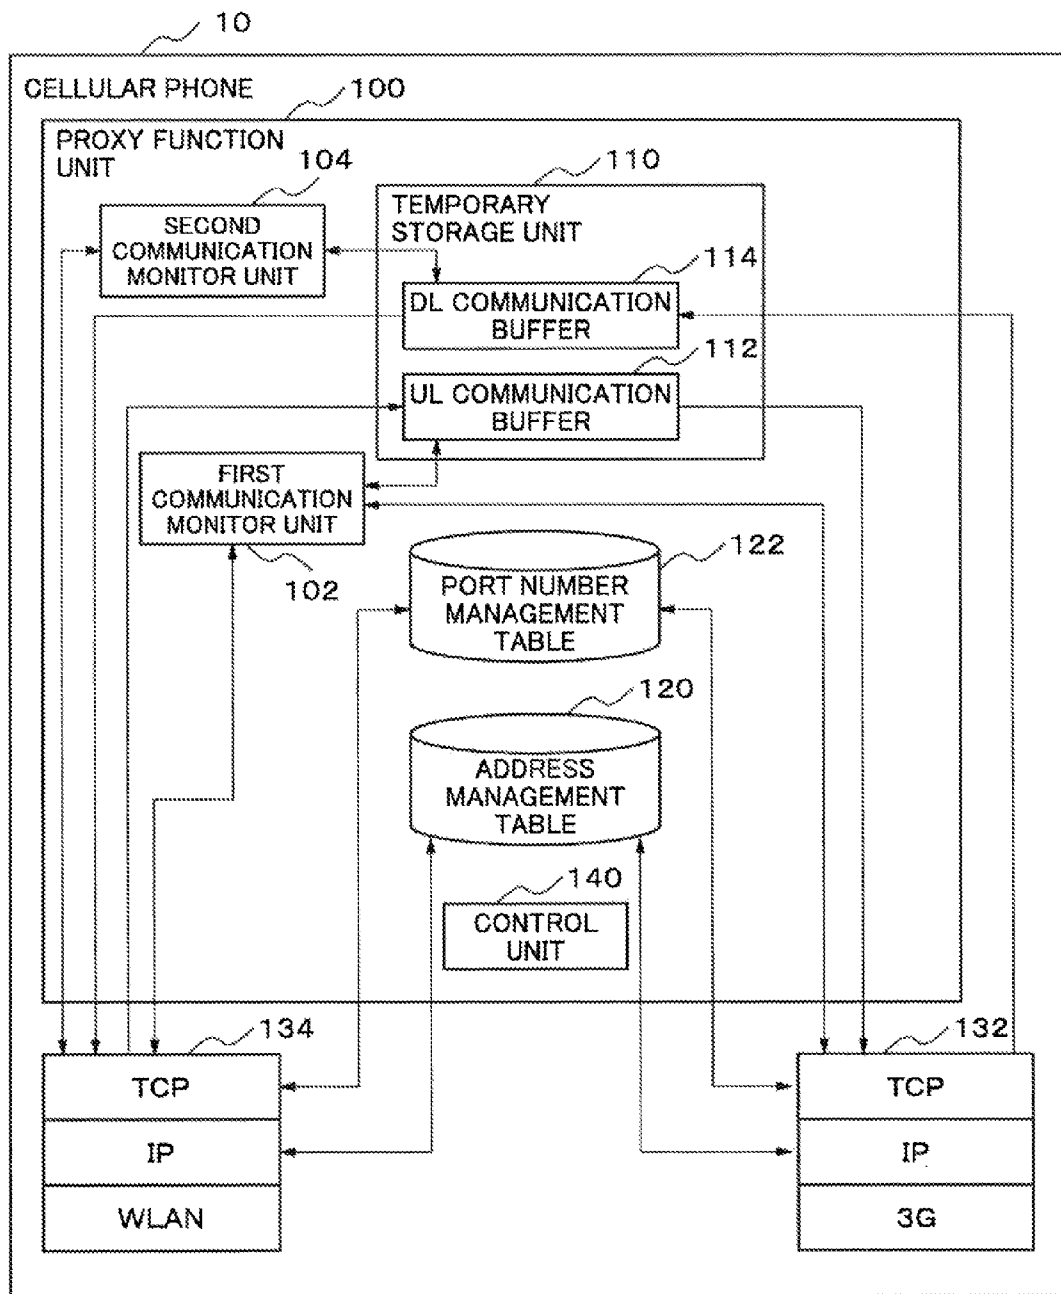 10
CELLULAR PHONE
100
PROXY FUNCTION
UNIT
104
110
SECOND
COMMUNICATION
MONITOR UNIT
TEMPORARY
STORAGE UNIT
114
DL COMMUNICATION
BUFFER
112
UL COMMUNICATION
BUFFER
FIRST
COMMUNICATION
MONITOR UNIT
102
122
PORT NUMBER
MANAGEMENT
TABLE
120
ADDRESS
MANAGEMENT
TABLE
140
CONTROL
UNIT
134
TCP
IP
WLAN
132
TCP
IP
3G